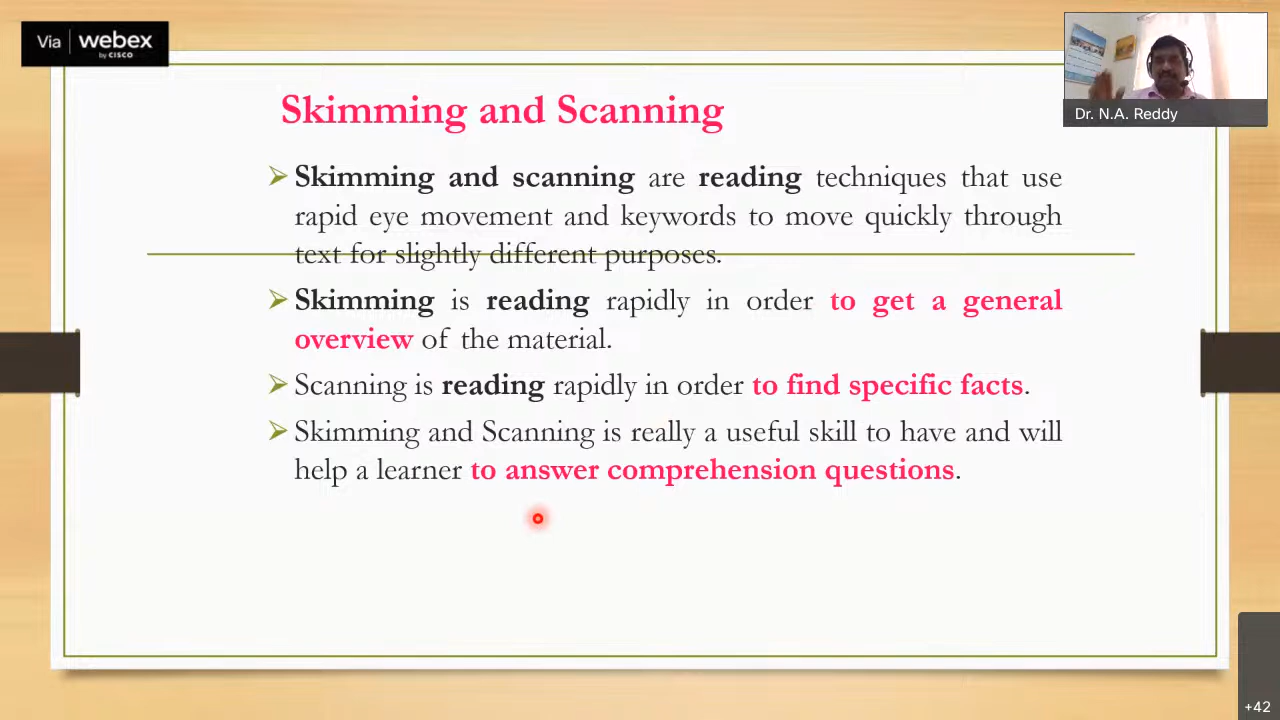 Via webex
by CISCO
Dr. N.A. Reddy
Skimming and Scanning
➢ Skimming and scanning are reading techniques that use
rapid eye movement and keywords to move quickly through
text for slightly different purposes.
➢ Skimming is reading rapidly in order to get a general
overview of the material.
➢ Scanning is reading rapidly in order to find specific facts.
➢ Skimming and Scanning is really a useful skill to have and will
help a learner to answer comprehension questions.
+42